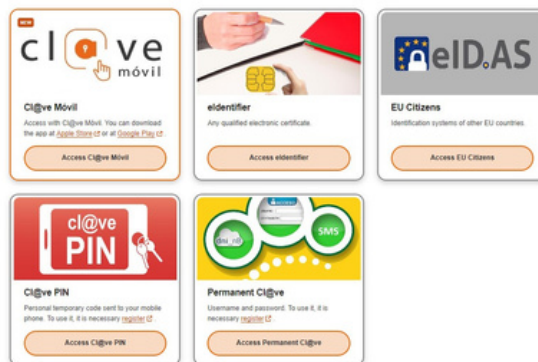 NEW
cl@ve
móvil
Cl@ve Móvil
Access with Cl@ve Móvil. You can download
the app at Apple Store or at Google Play .
Access Cl@ve Móvil
eIdentifier
Any qualified electronic certificate.
Access eIdentifier
eID.AS
EU Citizens
Identification systems of other EU countries.
Access EU Citizens
cl@ve
PIN
Cl@ve PIN
Personal temporary code sent to your mobile
phone. To use it, it is necessary register .
Access Cl@ve PIN
SMS
Permanent Cl@ve
Username and password. To use it, it is
necessary register .
Access Permanent Cl@ve